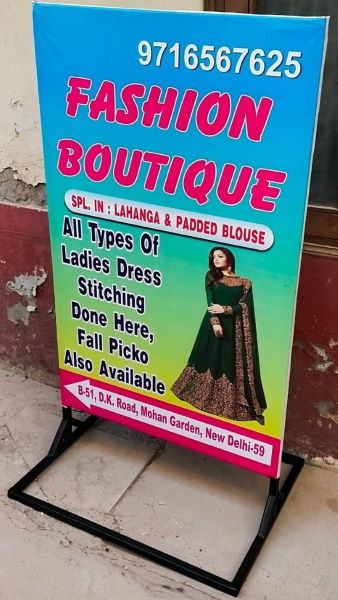 9716567625
FASHION
BOUTIQUE
SPL. IN : LAHANGA & PADDED BLOUSE
All Types Of
Ladies Dress
Stitching
Done Here,
Fall Picko
Also Available
B-51, D.K. Road, Mohan Garden, New Delhi-59